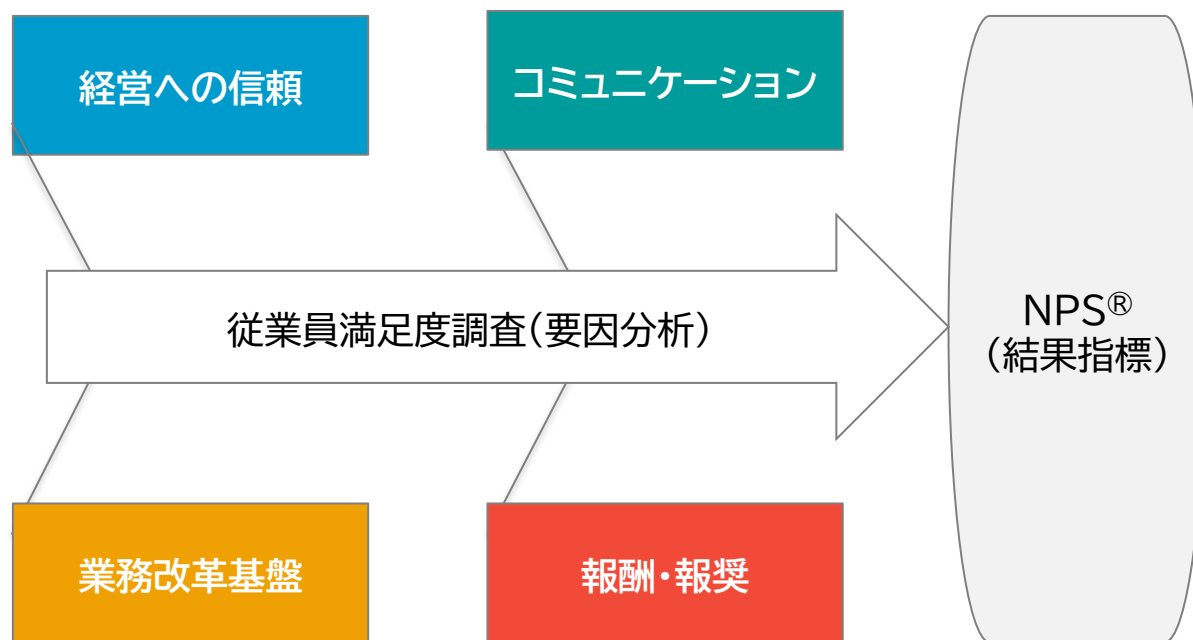 経営への信頼
コミュニケーション
従業員満足度調査(要因分析)
NPS®
(結果指標)
業務改革基盤
報酬・報奨